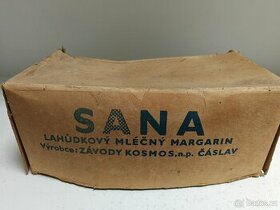 SANA
LAHŮDKOVÝ MLÉČNÝ MARGARIN
Výrobce: ZÁVODY KOSMOS, n.p. ČÁSLAV